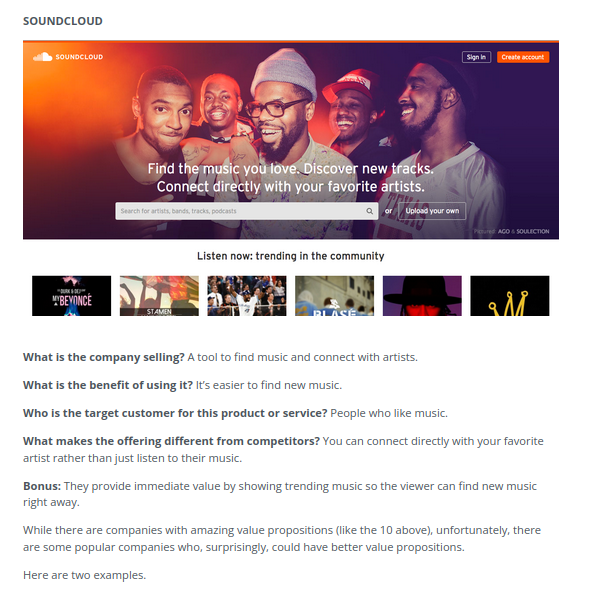 SOUNDCLOUD
SOUNDCLOUD
Sign in
Create account
Find the music you love. Discover new tracks.
Connect directly with your favorite artists.
Search for artists, bands, tracks, podcasts
or
Upload your own
TEXAS
Pictured: AGO & SOULECTION
Listen now: trending in the community
DURK & DEJ
MY BEYONCÉ
STAMEN
BLASÉ
What is the company selling? A tool to find music and connect with artists.
What is the benefit of using it? It's easier to find new music.
Who is the target customer for this product or service? People who like music.
What makes the offering different from competitors? You can connect directly with your favorite
artist rather than just listen to their music.
Bonus: They provide immediate value by showing trending music so the viewer can find new music
right away.
While there are companies with amazing value propositions (like the 10 above), unfortunately, there
are some popular companies who, surprisingly, could have better value propositions.
Here are two examples.